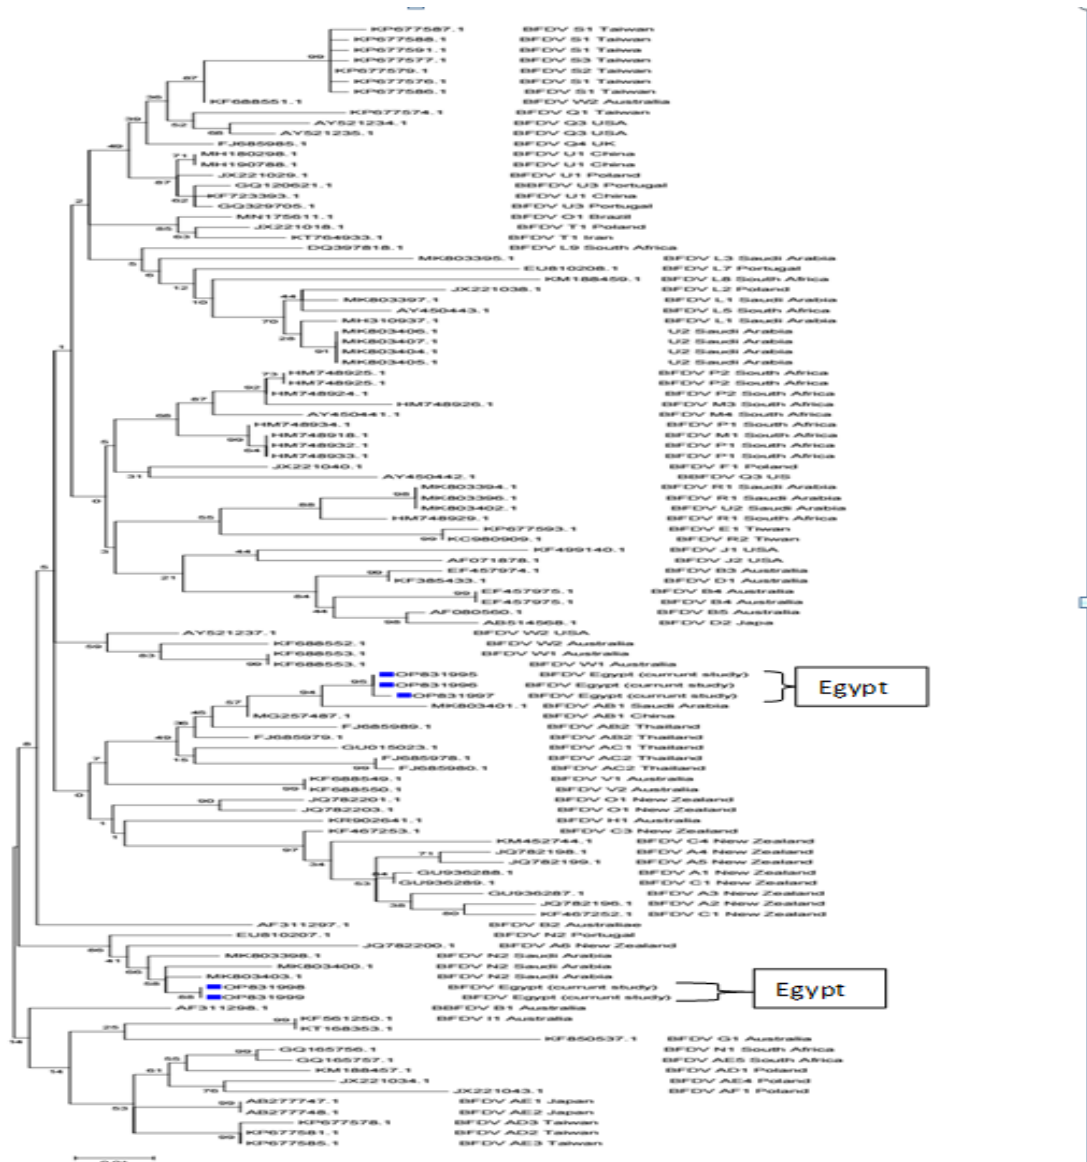 KP677587.1 BFDV S1 Taiwan
KP677588.1 BFDV S1 Taiwan
KP677591.1 BFDV S1 Taiwa
KP677577.1 BFDV S3 Taiwan
KP677579.1 BFDV S2 Taiwan
KP677576.1 BFDV S1 Taiwan
KP677586.1 BFDV S1 Taiwan
KF688551.1 BFDV W2 Australia
KP677574.1 BFDV Q1 Taiwan
AY521234.1 BFDV Q3 USA
AY521235.1 BFDV Q3 USA
FJ685985.1 BFDV Q4 UK
MH180298.1 BFDV U1 China
MH190788.1 BFDV U1 China
JX221029.1 BFDV U1 Poland
GQ120621.1 BBFDV U3 Portugal
KF723393.1 BFDV U1 China
GQ329705.1 BFDV U3 Portugal
MN175611.1 BFDV O1 Brazil
JX221018.1 BFDV T1 Poland
KT764933.1 BFDV T1 Iran
DQ397818.1 BFDV L9 South Africa
MK803395.1 BFDV L3 Saudi Arabia
EU810208.1 BFDV L7 Portugal
KM188459.1 BFDV L8 South Africa
JX221038.1 BFDV L2 Poland
MK803397.1 BFDV L1 Saudi Arabia
AY450443.1 BFDV L5 South Africa
MH310937.1 BFDV L1 Saudi Arabia
MK803406.1 U2 Saudi Arabia
MK803407.1 U2 Saudi Arabia
MK803404.1 U2 Saudi Arabia
MK803405.1 U2 Saudi Arabia
HM748925.1 BFDV P2 South Africa
HM748925.1 BFDV P2 South Africa
HM748924.1 BFDV P2 South Africa
HM748926.1 BFDV M3 South Africa
AY450441.1 BFDV M4 South Africa
HM748934.1 BFDV P1 South Africa
HM748918.1 BFDV M1 South Africa
HM748932.1 BFDV P1 South Africa
HM748933.1 BFDV P1 South Africa
JX221040.1 BFDV F1 Poland
AY450442.1 BBFDV Q3 US
MK803394.1 BFDV R1 Saudi Arabia
MK803396.1 BFDV R1 Saudi Arabia
MK803402.1 BFDV U2 Saudi Arabia
HM748929.1 BFDV R1 South Africa
KP677593.1 BFDV E1 Tiwan
KC980909.1 BFDV R2 Tiwan
KF499140.1 BFDV J1 USA
AF071878.1 BFDV J2 USA
EF457974.1 BFDV B3 Australia
KF385433.1 BFDV D1 Australia
EF457975.1 BFDV B4 Australia
EF457975.1 BFDV B4 Australia
AF080560.1 BFDV B5 Australia
AB514568.1 BFDV D2 Japa
AY521237.1 BFDV W2 USA
KF688552.1 BFDV W2 Australia
KF688553.1 BFDV W1 Australia
KF688553.1 BFDV W1 Australia
OP831995 BFDV Egypt (currunt study)
OP831996 BFDV Egypt (currunt study)
Egypt
OP831997 BFDV Egypt (currunt study)
MK803401.1 BFDV AB1 Saudi Arabia
MG257487.1 BFDV AB1 China
FJ685989.1 BFDV AB2 Thailand
FJ685979.1 BFDV AB2 Thailand
GU015023.1 BFDV AC1 Thailand
FJ685978.1 BFDV AC2 Thailand
FJ685980.1 BFDV AC2 Thailand
KF688549.1 BFDV V1 Australia
KF688550.1 BFDV V2 Australia
JQ782201.1 BFDV O1 New Zealand
JQ782203.1 BFDV O1 New Zealand
KR902641.1 BFDV H1 Australia
KF467253.1 BFDV C3 New Zealand
KM452744.1 BFDV C4 New Zealand
JQ782198.1 BFDV A4 New Zealand
JQ782199.1 BFDV A5 New Zealand
GU936288.1 BFDV A1 New Zealand
GU936289.1 BFDV C1 New Zealand
GU936287.1 BFDV A3 New Zealand
JQ782196.1 BFDV A2 New Zealand
KF467252.1 BFDV C1 New Zealand
AF311297.1 BFDV B2 Australiae
EU810207.1 BFDV N2 Portugal
JQ782200.1 BFDV A6 New Zealand
MK803398.1 BFDV N2 Saudi Arabia
MK803400.1 BFDV N2 Saudi Arabia
MK803403.1 BFDV N2 Saudi Arabia
OP831998 BFDV Egypt (currunt study)
Egypt
OP831999 BFDV Egypt (currunt study)
AF311298.1 BBFDV B1 Australia
KF561250.1 BFDV I1 Australia
KT168353.1
KF850537.1 BFDV G1 Australia
GQ165756.1 BFDV N1 South Africa
GQ165757.1 BFDV AE5 South Africa
KM188457.1 BFDV AD1 Poland
JX221034.1 BFDV AE4 Poland
JX221043.1 BFDV AF1 Poland
AB277747.1 BFDV AE1 Japan
AB277748.1 BFDV AE2 Japan
KP677578.1 BFDV AD3 Taiwan
KP677581.1 BFDV AD2 Taiwan
KP677585.1 BFDV AE3 Taiwan